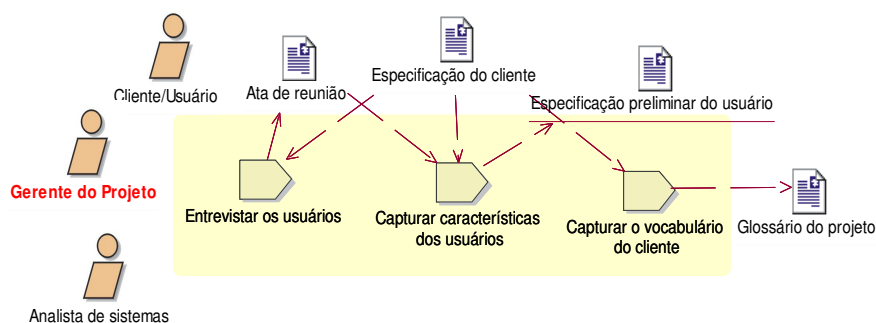 Cliente/Usuário
Ata de reunião
Especificação do cliente
Especificação preliminar do usuário
Gerente do Projeto
Entrevistar os usuários
Capturar características
dos usuários
Capturar o vocabulário
do cliente
Glossário do projeto
Analista de sistemas